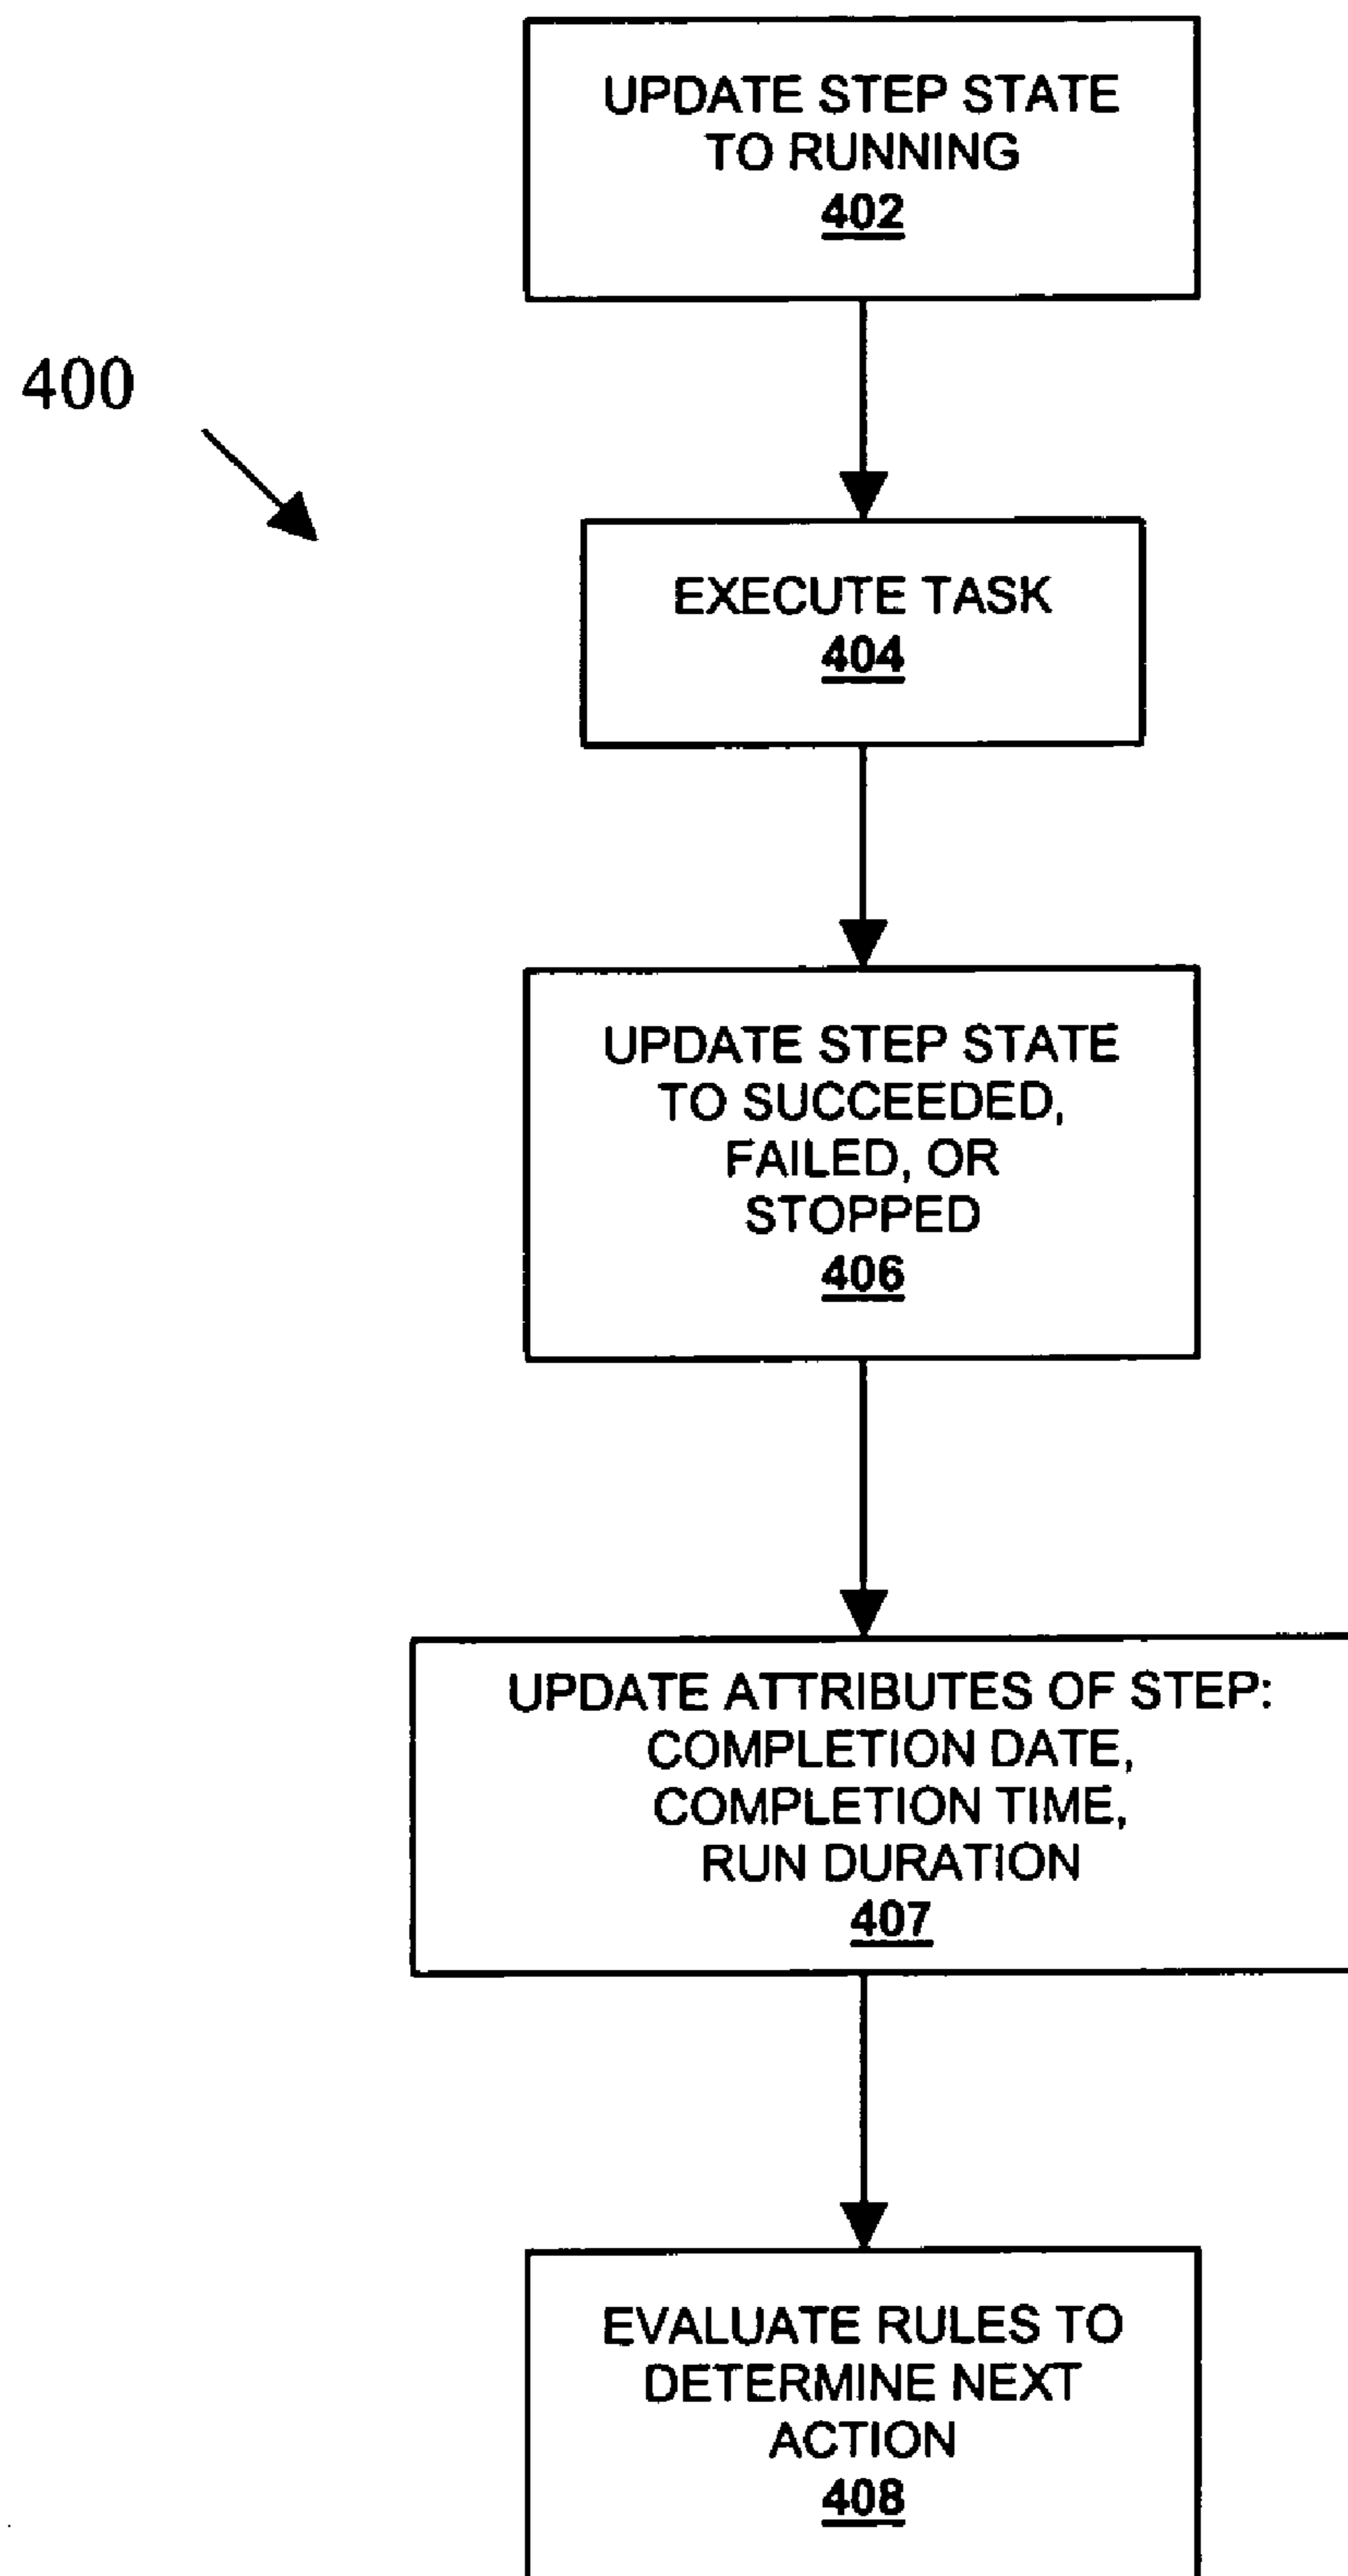 UPDATE STEP STATE
TO RUNNING
402
400
EXECUTE TASK
404
UPDATE STEP STATE
TO SUCCEEDED,
FAILED, OR
STOPPED
406
UPDATE ATTRIBUTES OF STEP:
COMPLETION DATE,
COMPLETION TIME,
RUN DURATION
407
EVALUATE RULES TO
DETERMINE NEXT
ACTION
408